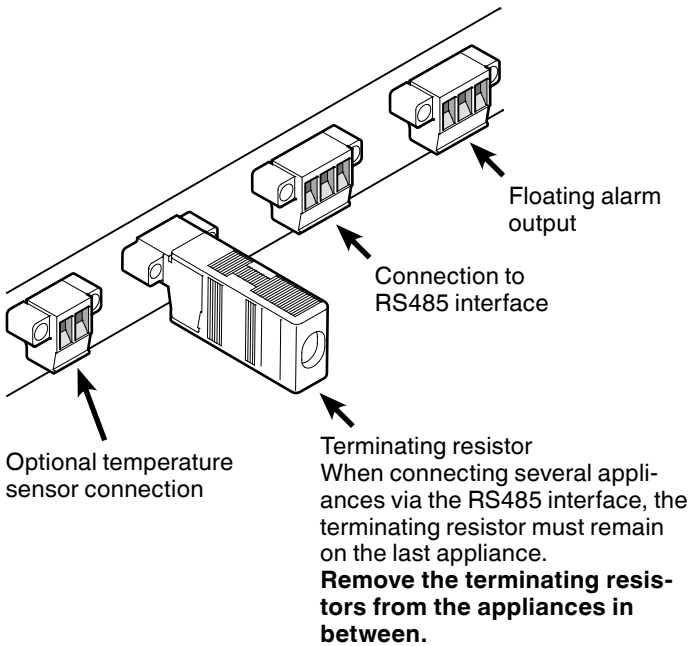 Floating alarm
output
Connection to
RS485 interface
Optional temperature
sensor connection
Terminating resistor
When connecting several appli-
ances via the RS485 interface, the
terminating resistor must remain
on the last appliance.
Remove the terminating resis-
tors from the appliances in
between.